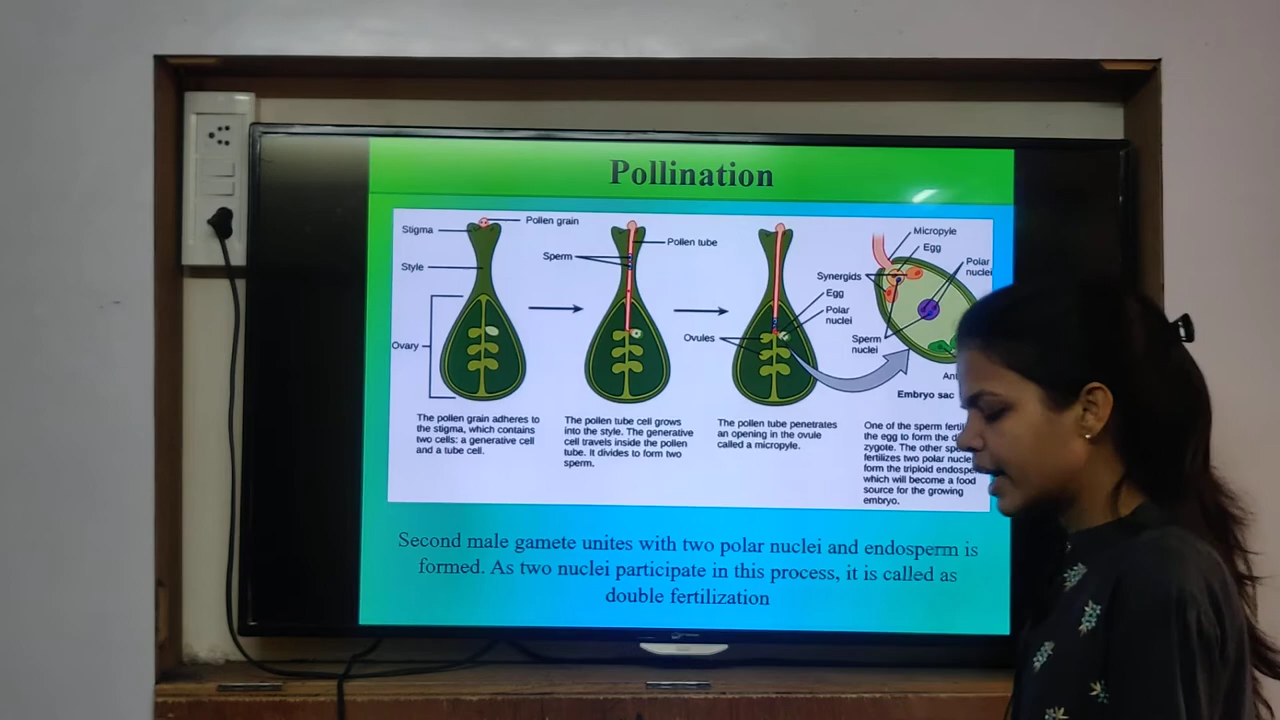 Pollination
Pollen grain
Stigma
Style
Ovary
Pollen tube
Sperm
Ovules
Synergids
Egg
Polar
nuclei
Micropyle
Egg
Polar
nuclei
Sperm
nuclei
Embryo sac
The pollen grain adheres to
the stigma, which contains
two cells: a generative cell
and a tube cell.
The pollen tube cell grows
into the style. The generative
cell travels inside the pollen
tube. It divides to form two
sperm.
The pollen tube penetrates
an opening in the ovule
called a micropyle.
One of the sperm
the egg to form the
zygote. The other
fertilizes two polar
form the triploid
which will become a food
source for the growing
embryo.
Second male gamete unites with two polar nuclei and endosperm is
formed. As two nuclei participate in this process, it is called as
double fertilization